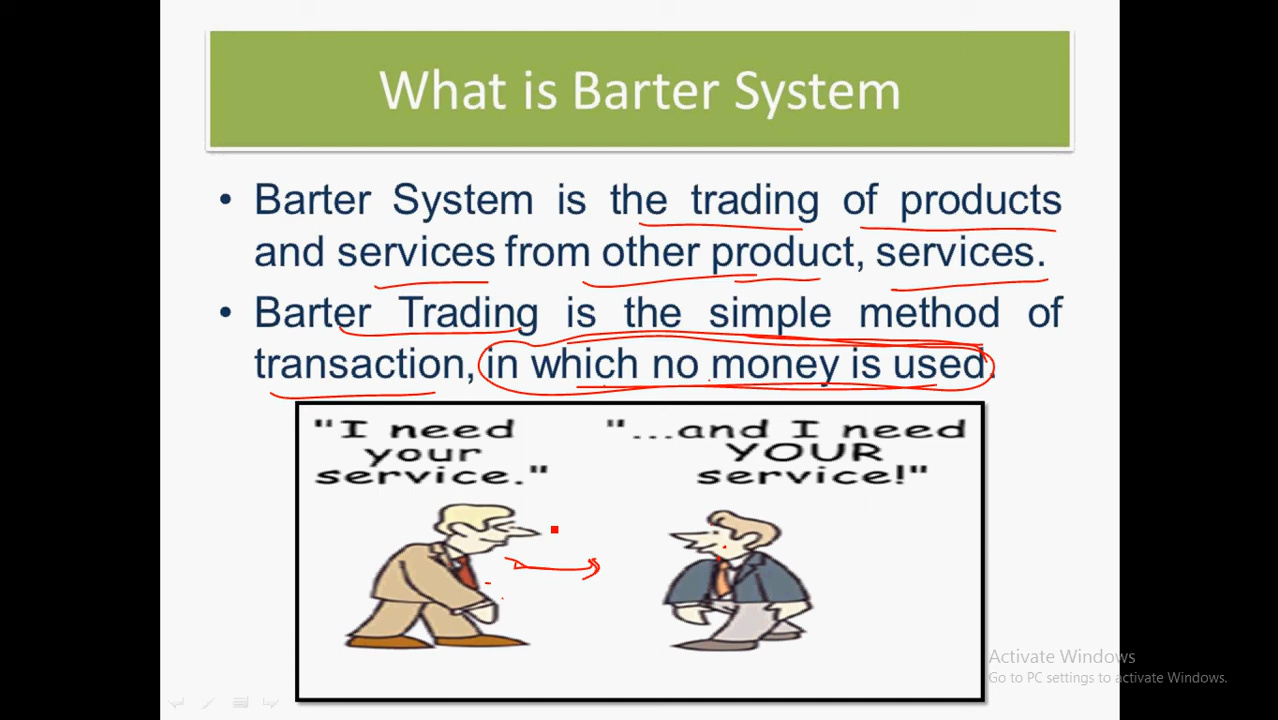 What is Barter System
• Barter System is the trading of products
and services from other product, services.
• Barter Trading is the simple method of
transaction, in which no money is used.
"I need
your
service."
"...and I need
YOUR
service!"
Activate Windows
Go to PC settings to activate Windows.